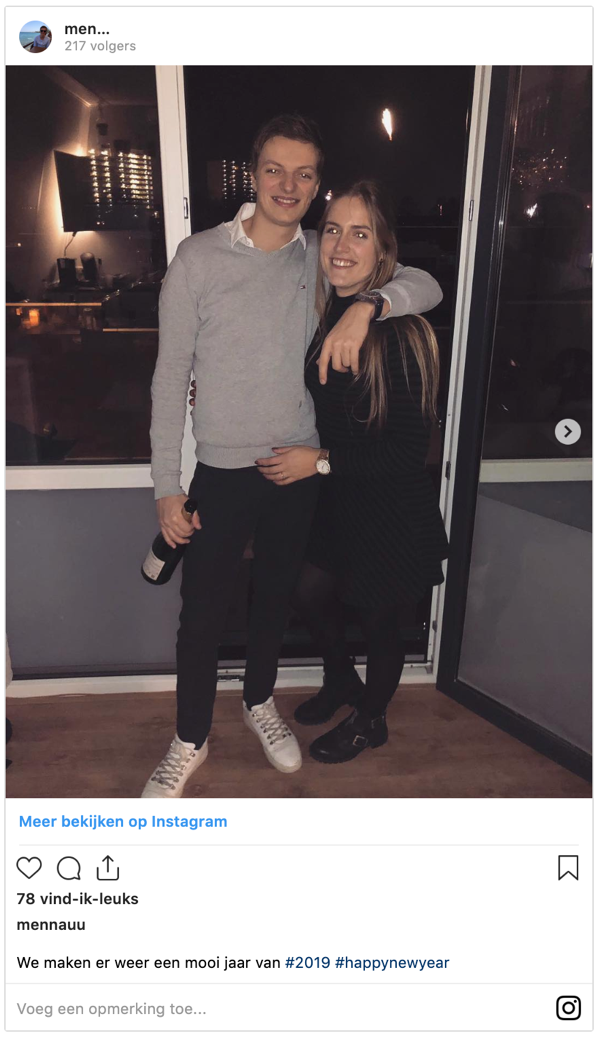 men...
217 volgers
Meer bekijken op Instagram
78 vind-ik-leuks
mennauu
We maken er weer een mooi jaar van #2019 #happynewyear
Voeg een opmerking toe...